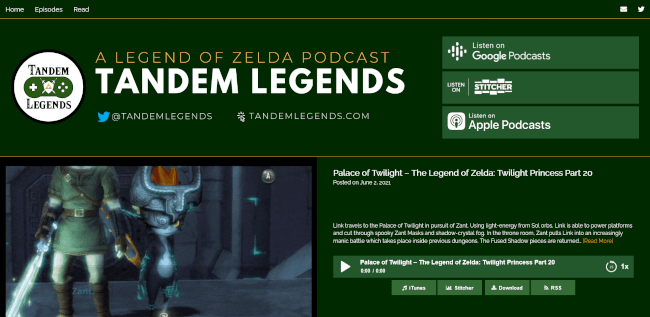 Home Episodes Read
A LEGEND OF ZELDA PODCAST
TANDEM LEGENDS
@TANDEMLEGENDS TANDEMLEGENDS.COM
TANDEM
LEGENDS
Listen on
Google Podcasts
LISTEN
ON
STITCHER
Listen on
Apple Podcasts
A
Zant
Palace of Twilight – The Legend of Zelda: Twilight Princess Part 20
Posted on June 2, 2021
Link travels to the Palace of Twilight in pursuit of Zant. Using light-energy from Sol orbs. Link is able to power platforms
and cut through spooky Zant Masks and shadow-crystal fog. In the throne room, Zant pulls Link into an increasingly
manic battle which takes place inside previous dungeons. The Fused Shadow pieces are returned... [Read More]
Palace of Twilight – The Legend of Zelda: Twilight Princess Part 20
0:00 / 0:00
1x
iTunes Stitcher Download RSS